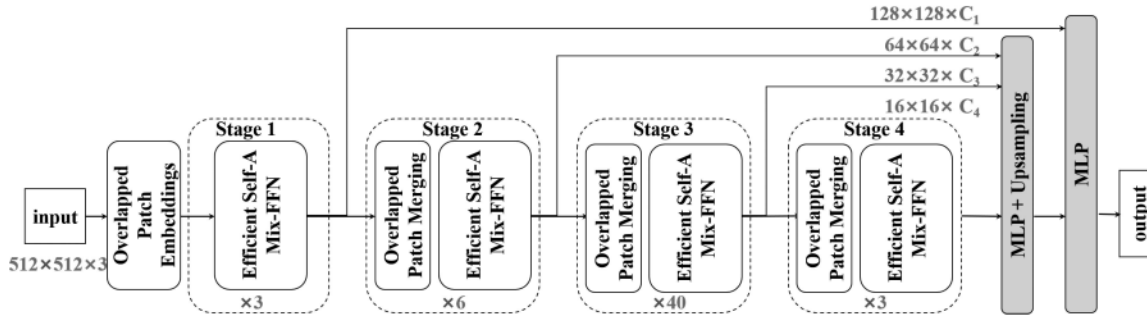 128×128×C₁
64×64× C₂
32×32× C₃
16×16× C₄
Stage 1
Stage 2
Stage 3
Stage 4
input
512×512×3
Overlapped
Patch
Embeddings
Efficient Self-A
Mix-FFN
×3
Overlapped
Patch Merging
Efficient Self-A
Mix-FFN
×6
Overlapped
Patch Merging
Efficient Self-A
Mix-FFN
×40
Overlapped
Patch Merging
Efficient Self-A
Mix-FFN
×3
MLP + Upsampling
MLP
output